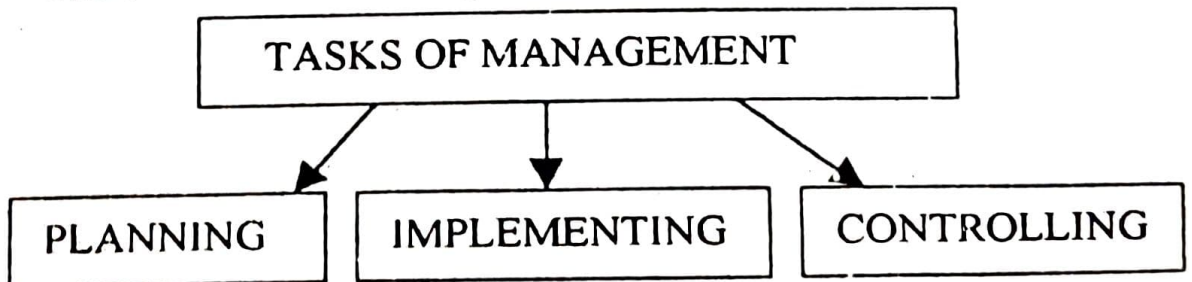 TASKS OF MANAGEMENT
PLANNING
IMPLEMENTING
CONTROLLING